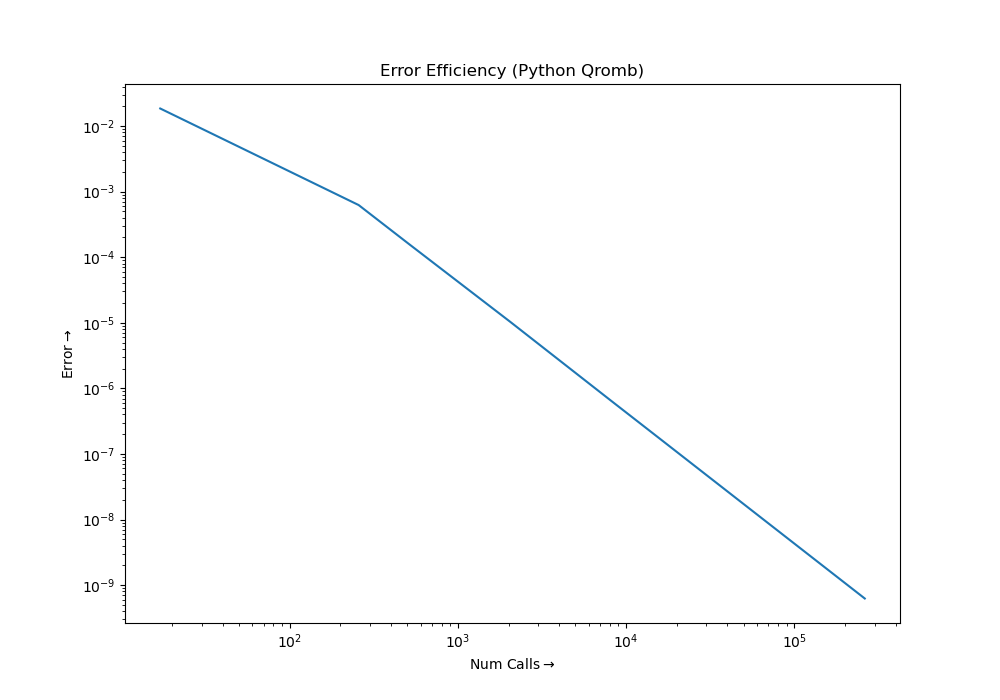 Error Efficiency (Python Qromb)
10⁻²
10⁻³
10⁻⁴
10⁻⁵
10⁻⁶
10⁻⁷
10⁻⁸
10⁻⁹
Error→
10² 10³ 10⁴ 10⁵
Num Calls→